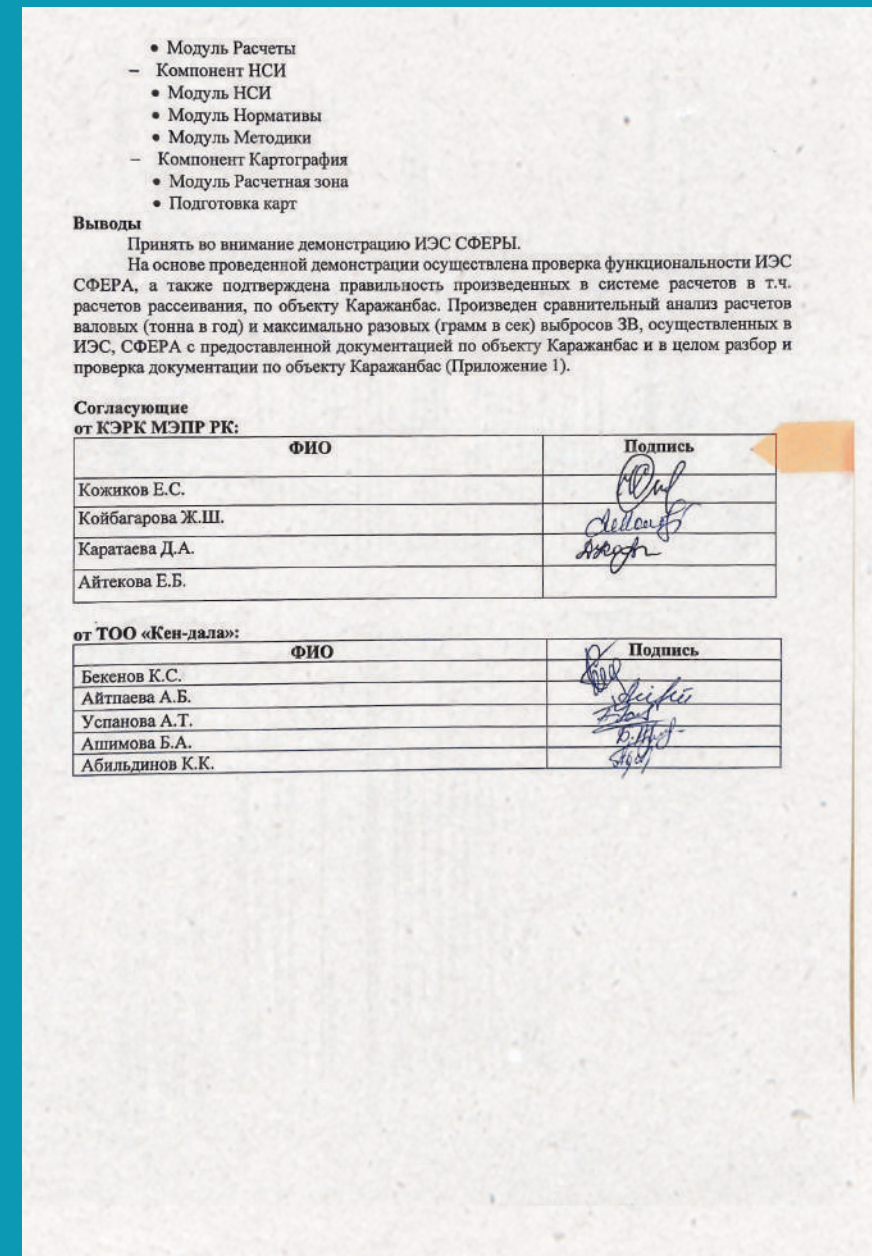 • Модуль Расчеты
– Компонент НСИ
• Модуль НСИ
• Модуль Нормативы
• Модуль Методики
– Компонент Картография
• Модуль Расчетная зона
• Подготовка карт
Выводы
Принять во внимание демонстрацию ИЭС СФЕРЫ.
На основе проведенной демонстрации осуществлена проверка функциональности ИЭС
СФЕРА, а также подтверждена правильность произведенных в системе расчетов в т.ч.
расчетов рассеивания, по объекту Каражанбас. Произведен сравнительный анализ расчетов
валовых (тонна в год) и максимально разовых (грамм в сек) выбросов ЗВ, осуществленных в
ИЭС, СФЕРА с предоставленной документацией по объекту Каражанбас и в целом разбор и
проверка документации по объекту Каражанбас (Приложение 1).
Согласующие
от КЭРК МЭПР РК:
ФИО Подпись
Кожиков Е.С.
Койбагарова Ж.Ш.
Каратаева Д.А.
Айтекова Е.Б.
от ТОО «Кен-дала»:
ФИО Подпись
Бекенов К.С.
Айтпаева А.Б.
Успанова А.Т.
Ашимова Б.А.
Абильдинов К.К.